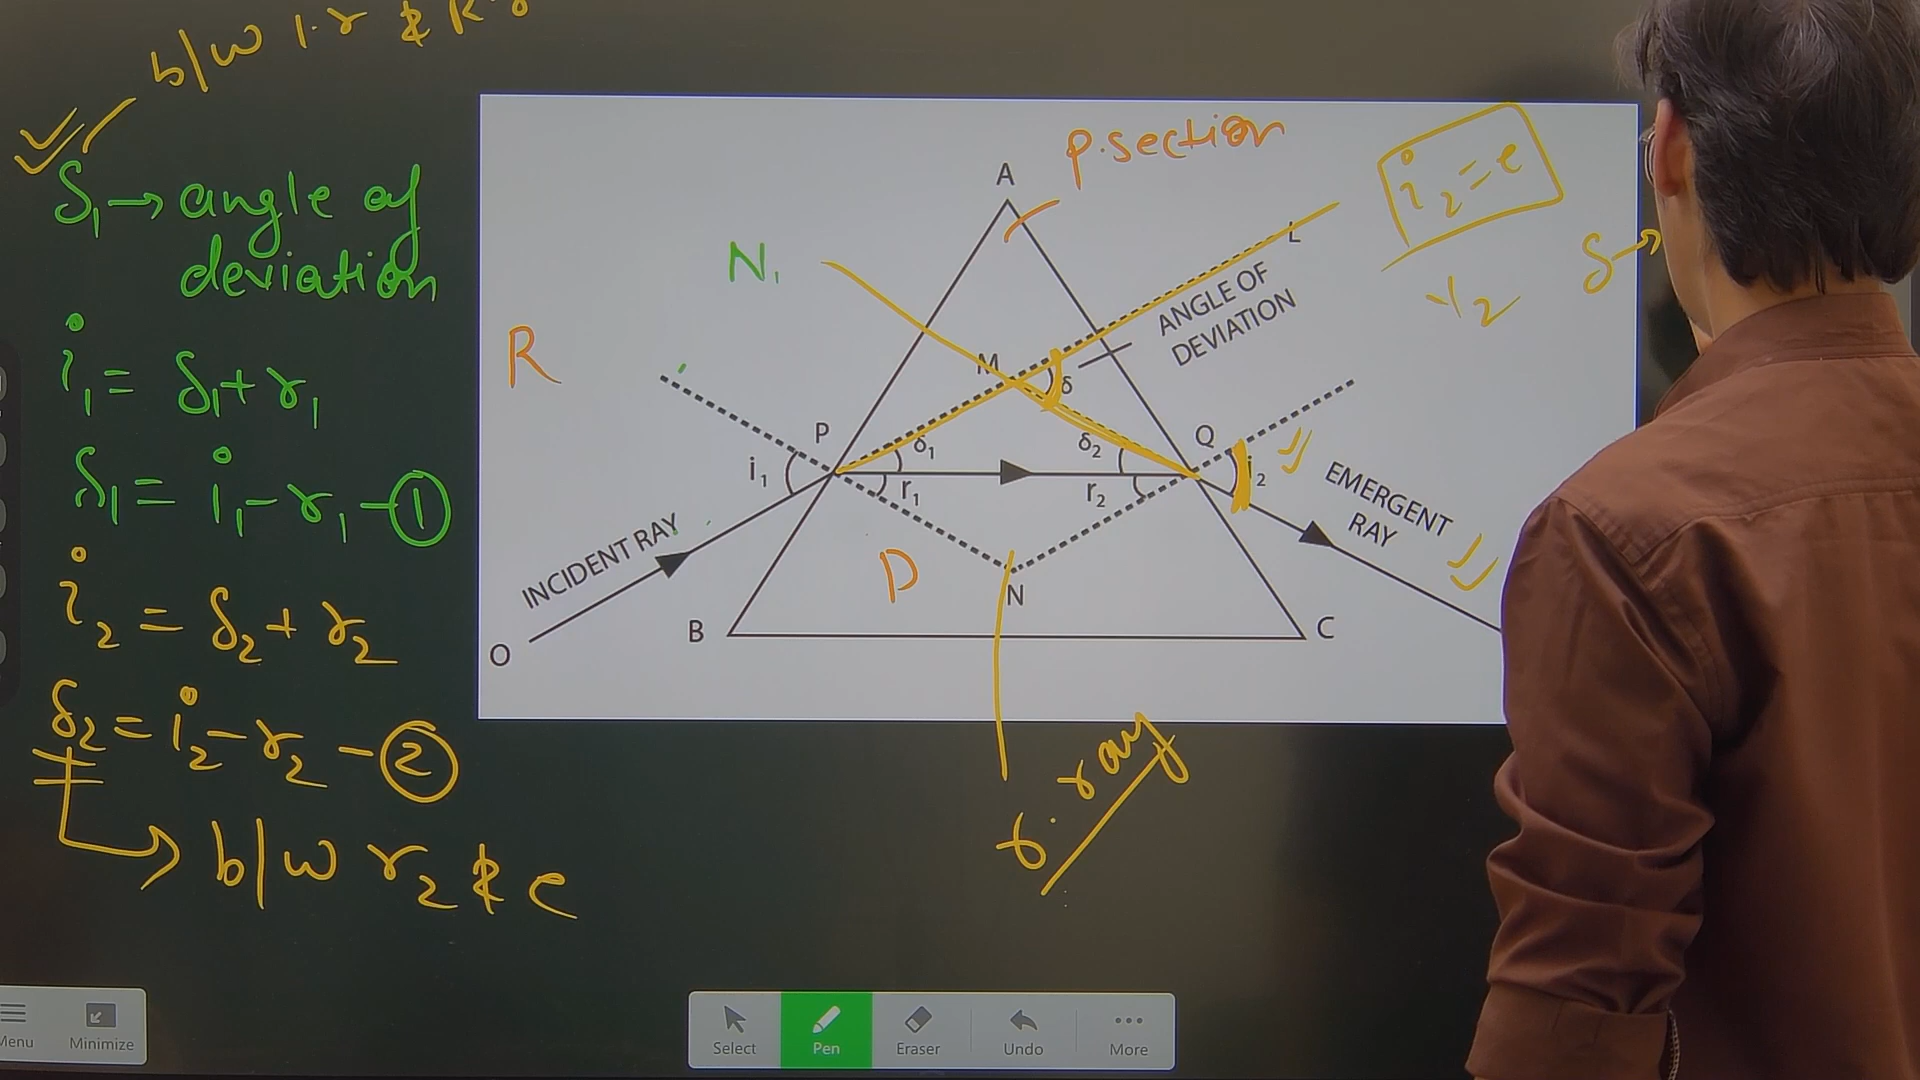 b/w I.r & R.r
δ₁ → angle of
deviation
i₁ = δ₁ + r₁
δ₁ = i₁ - r₁ - ①
i₂ = δ₂ + r₂
δ₂ = i₂ - r₂ - ②
b/w r₂ & e
P.section
A
N₁
L
i₂ = e
r₂
δ →
ANGLE OF
DEVIATION
R
M
δ
P
δ₁
δ₂
Q
i₁
r₁
r₂
i₂
EMERGENT
RAY
INCIDENT RAY
D
N
O
B
C
r. ray
Menu
Minimize
Select
Pen
Eraser
Undo
More